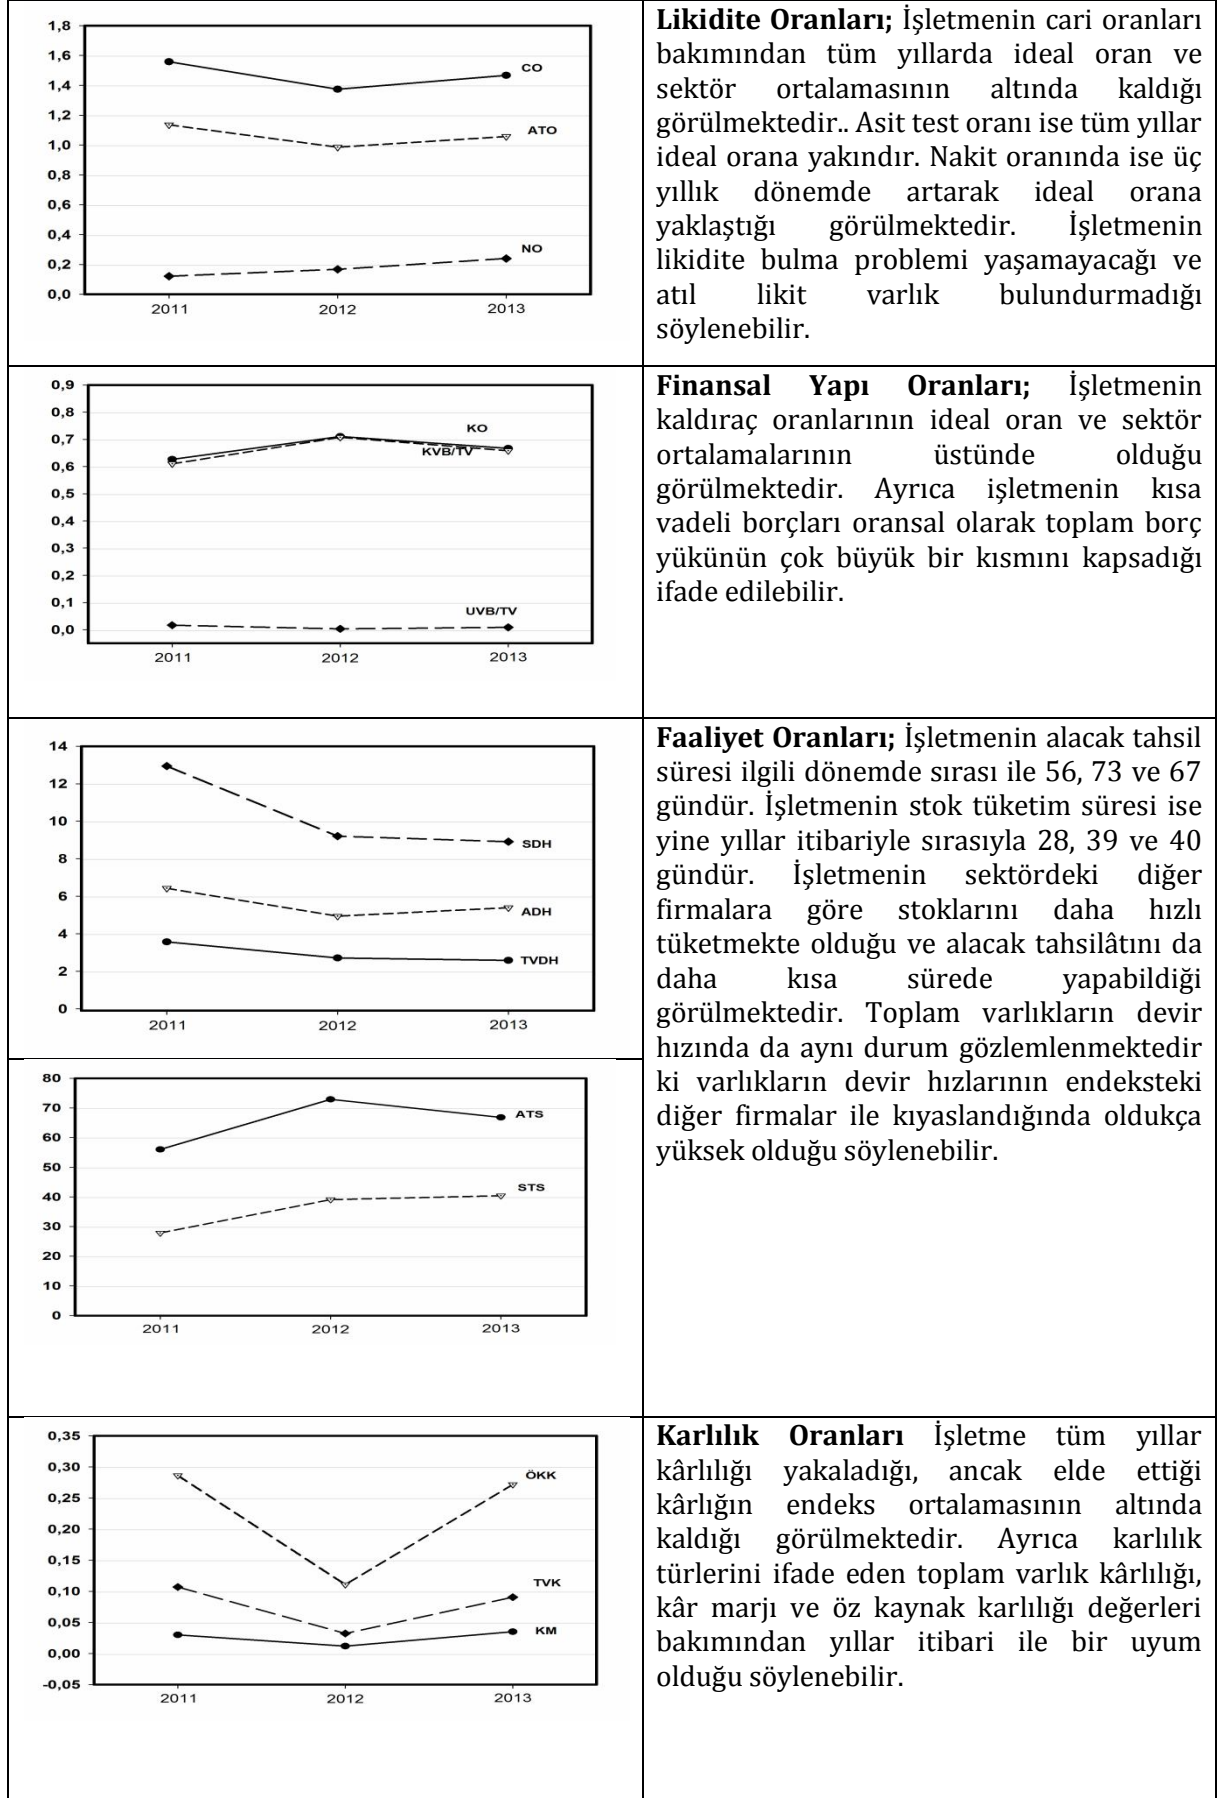 1,8
1,6
1,4
1,2
1,0
0,8
0,6
0,4
0,2
0,0
CO
ATO
NO
2011 2012 2013
Likidite Oranları; İşletmenin cari oranları
bakımından tüm yıllarda ideal oran ve
sektör ortalamasının altında kaldığı
görülmektedir.. Asit test oranı ise tüm yıllar
ideal orana yakındır. Nakit oranında ise üç
yıllık dönemde artarak ideal orana
yaklaştığı görülmektedir. İşletmenin
likidite bulma problemi yaşamayacağı ve
atıl likit varlık bulundurmadığı
söylenebilir.
0,9
0,8
0,7
0,6
0,5
0,4
0,3
0,2
0,1
0,0
KO
KVB/TV
UVB/TV
2011 2012 2013
Finansal Yapı Oranları; İşletmenin
kaldıraç oranlarının ideal oran ve sektör
ortalamalarının üstünde olduğu
görülmektedir. Ayrıca işletmenin kısa
vadeli borçları oransal olarak toplam borç
yükünün çok büyük bir kısmını kapsadığı
ifade edilebilir.
14
12
10
8
6
4
2
0
SDH
ADH
TVDH
2011 2012 2013
80
70
60
50
40
30
20
10
0
ATS
STS
2011 2012 2013
Faaliyet Oranları; İşletmenin alacak tahsil
süresi ilgili dönemde sırası ile 56, 73 ve 67
gündür. İşletmenin stok tüketim süresi ise
yine yıllar itibariyle sırasıyla 28, 39 ve 40
gündür. İşletmenin sektördeki diğer
firmalara göre stoklarını daha hızlı
tüketmekte olduğu ve alacak tahsilâtını da
daha kısa sürede yapabildiği
görülmektedir. Toplam varlıkların devir
hızında da aynı durum gözlemlenmektedir
ki varlıkların devir hızlarının endeksteki
diğer firmalar ile kıyaslandığında oldukça
yüksek olduğu söylenebilir.
0,35
0,30
0,25
0,20
0,15
0,10
0,05
0,00
-0,05
ÖKK
TVK
KM
2011 2012 2013
Karlılık Oranları İşletme tüm yıllar
kârlılığı yakaladığı, ancak elde ettiği
kârlığın endeks ortalamasının altında
kaldığı görülmektedir. Ayrıca karlılık
türlerini ifade eden toplam varlık kârlılığı,
kâr marjı ve öz kaynak karlılığı değerleri
bakımından yıllar itibari ile bir uyum
olduğu söylenebilir.